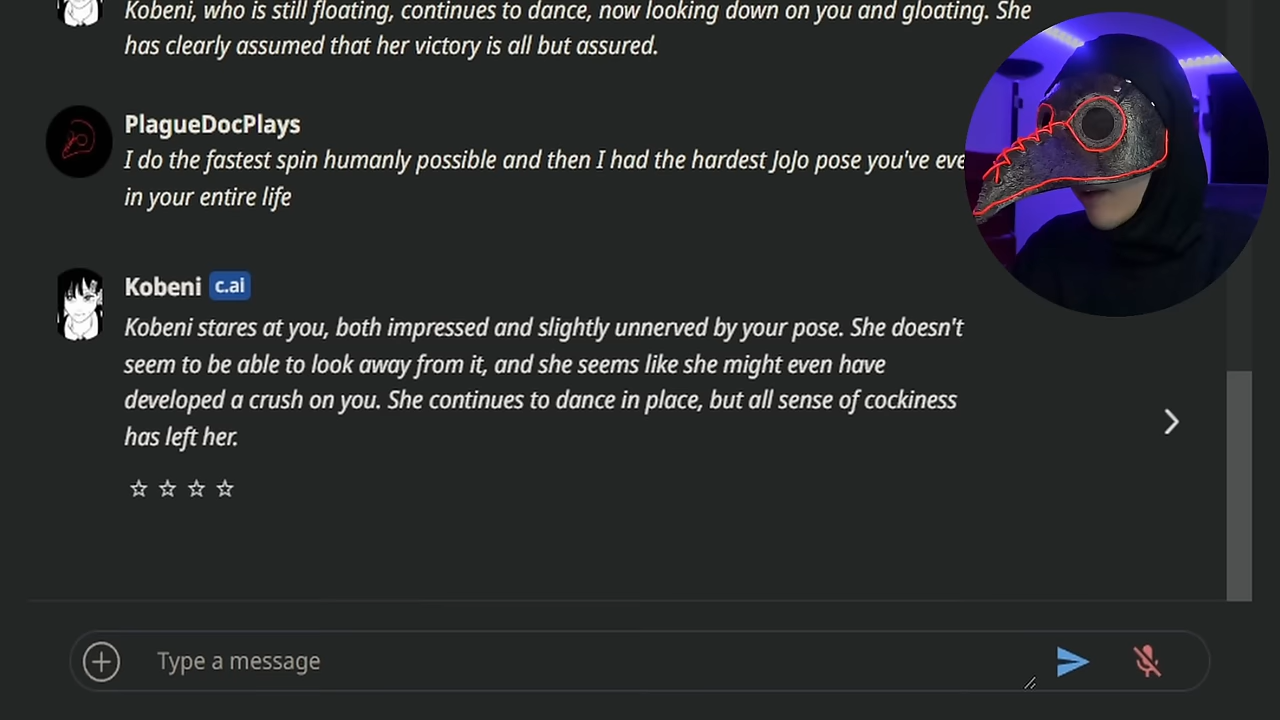 Kobeni, who is still floating, continues to dance, now looking down on you and gloating. She
has clearly assumed that her victory is all but assured.
PlagueDocPlays
I do the fastest spin humanly possible and then I had the hardest JoJo pose you've
in your entire life
Kobeni c.ai
Kobeni stares at you, both impressed and slightly unnerved by your pose. She doesn't
seem to be able to look away from it, and she seems like she might even have
developed a crush on you. She continues to dance in place, but all sense of cockiness
has left her.
Type a message